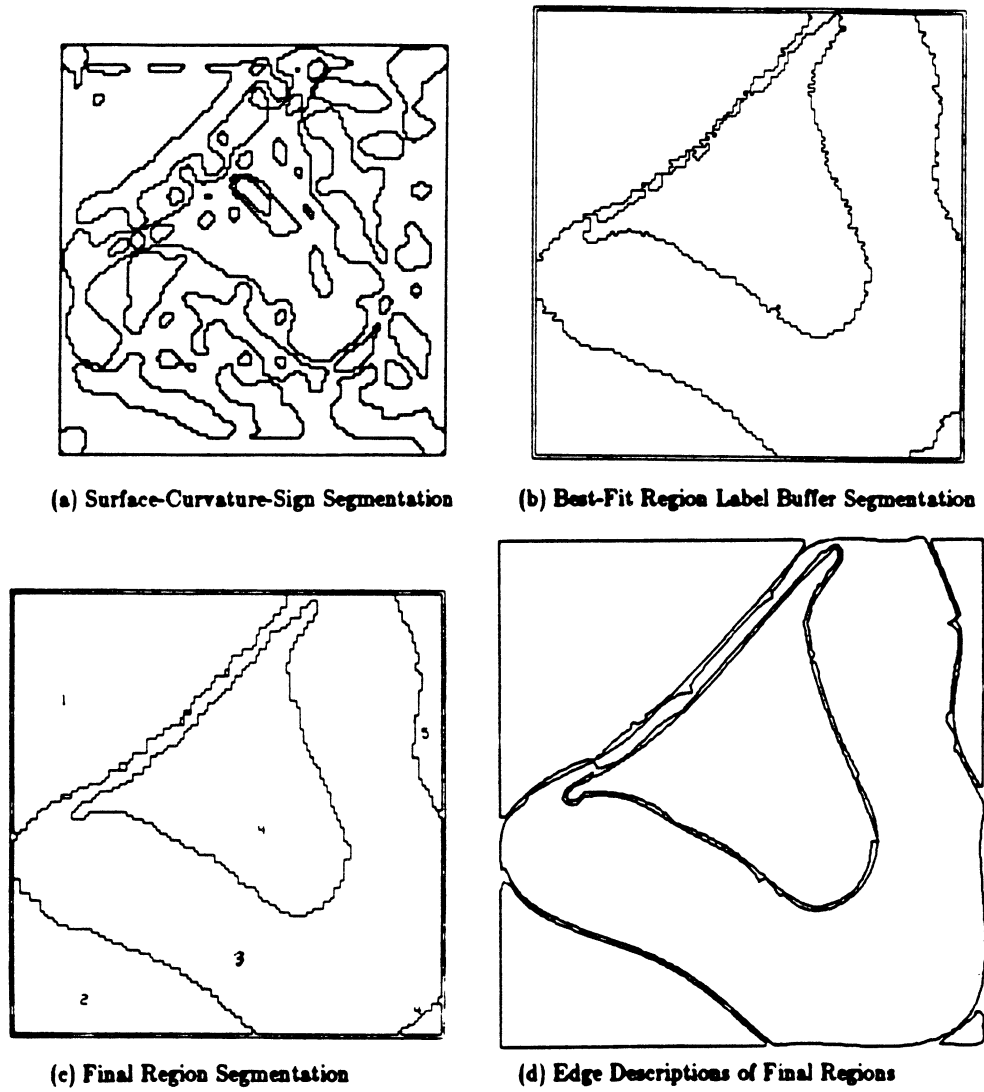 (a) Surface-Curvature-Sign Segmentation
(b) Best-Fit Region Label Buffer Segmentation
1
5
4
3
2
4
(c) Final Region Segmentation
(d) Edge Descriptions of Final Regions